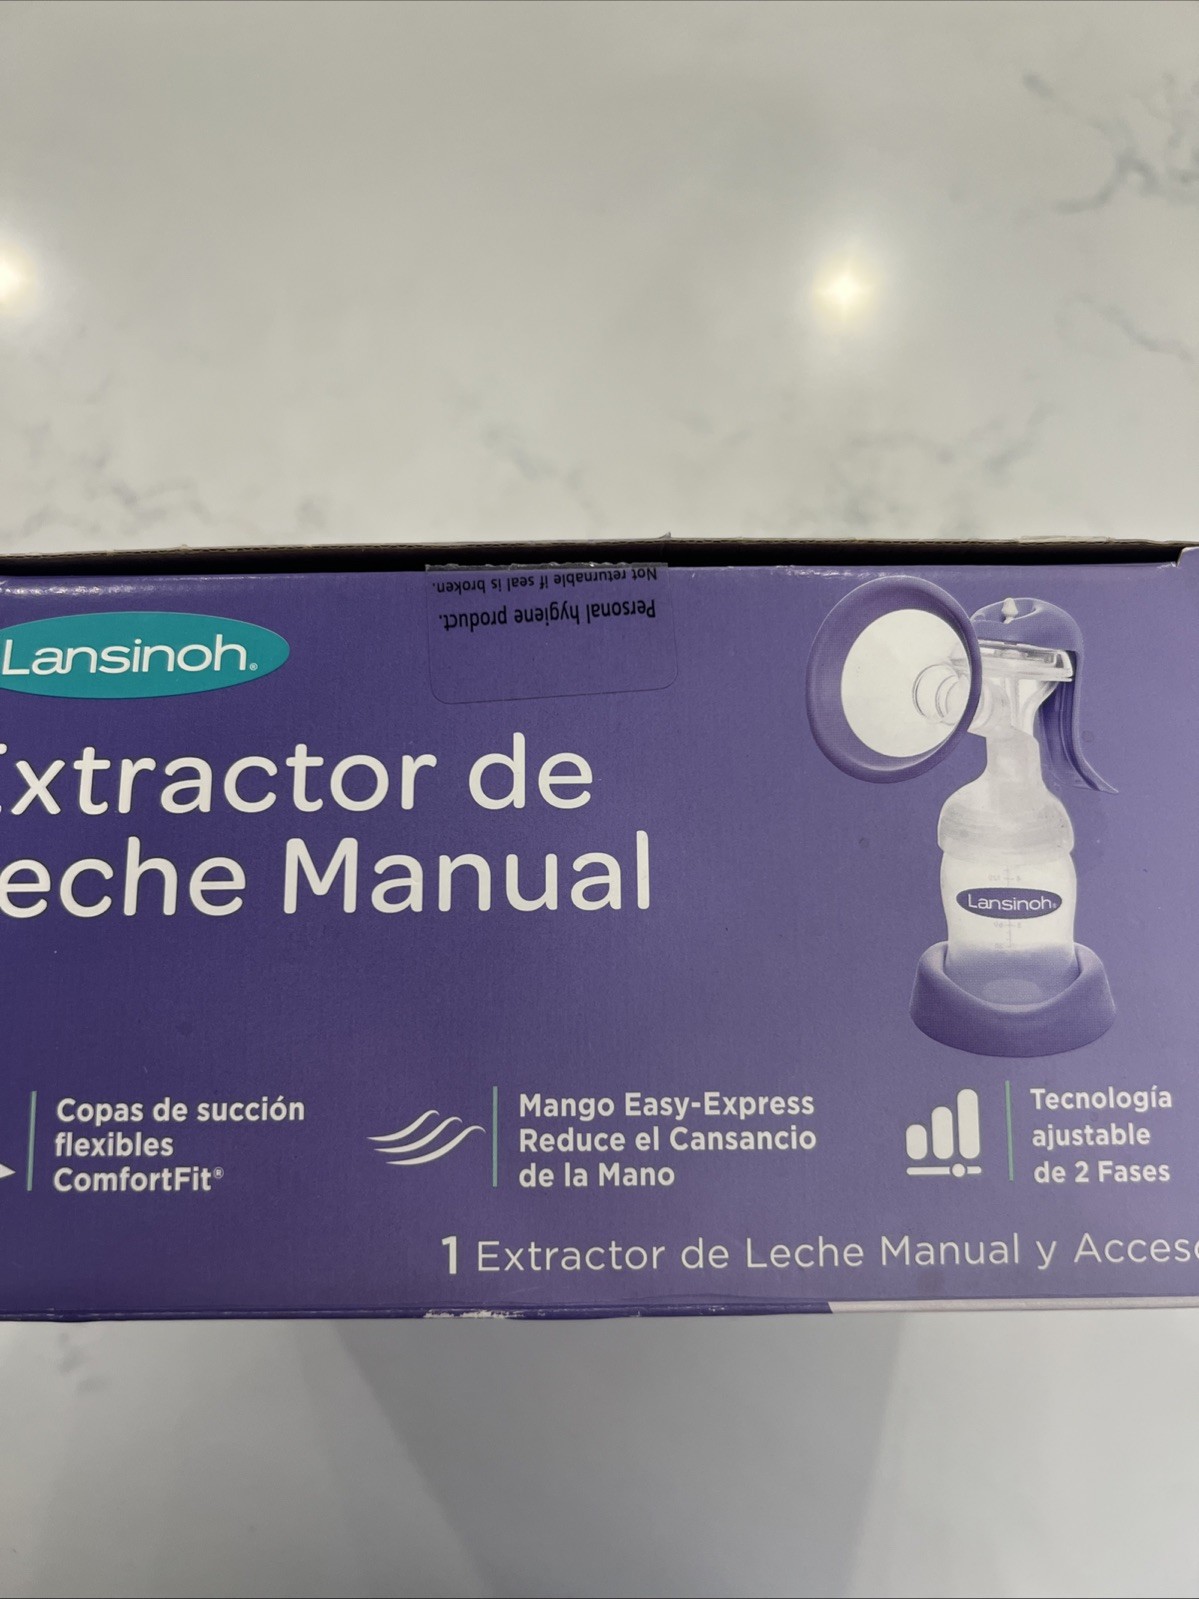 Not returnable if seal is broken.
Personal hygiene product.
Lansinoh®
Extractor de
Leche Manual
Lansinoh®
Copas de succión
flexibles
ComfortFit®
Mango Easy-Express
Reduce el Cansancio
de la Mano
Tecnología
ajustable
de 2 Fases
1 Extractor de Leche Manual y Acceso